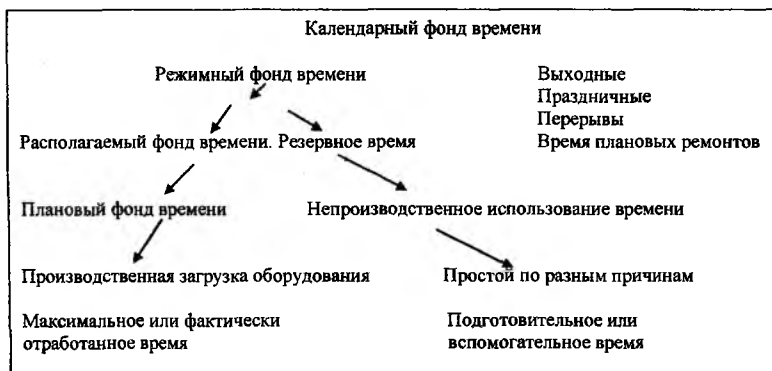 Календарный фонд времени
Режимный фонд времени
Выходные
Праздничные
Перерывы
Время плановых ремонтов
Располагаемый фонд времени. Резервное время
Плановый фонд времени
Непроизводственное использование времени
Производственная загрузка оборудования
Простой по разным причинам
Максимальное или фактически
отработанное время
Подготовительное или
вспомогательное время